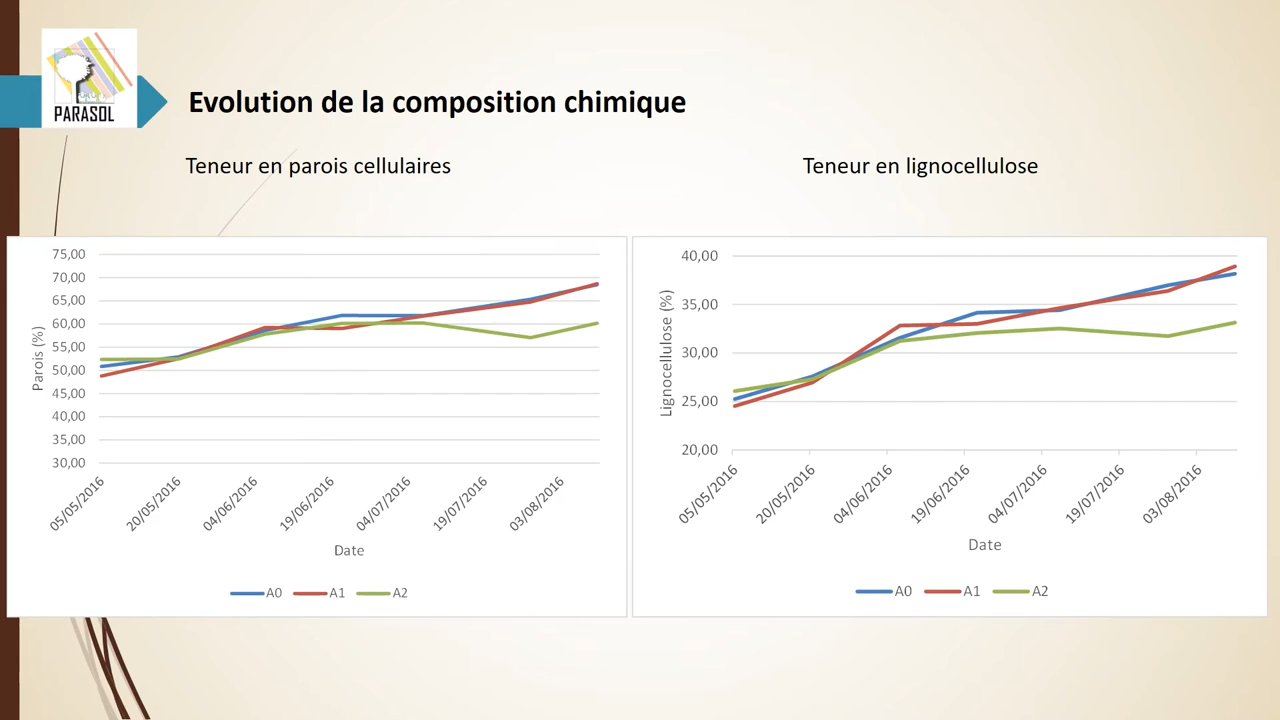 PARASOL
Evolution de la composition chimique
Teneur en parois cellulaires
Teneur en lignocellulose
75,00
70,00
65,00
60,00
55,00
50,00
45,00
40,00
35,00
30,00
Parois (%)
05/05/2016
20/05/2016
04/06/2016
19/06/2016
04/07/2016
19/07/2016
03/08/2016
Date
A0 A1 A2
40,00
35,00
30,00
25,00
20,00
Lignocellulose (%)
05/05/2016
20/05/2016
04/06/2016
19/06/2016
04/07/2016
19/07/2016
03/08/2016
Date
A0 A1 A2